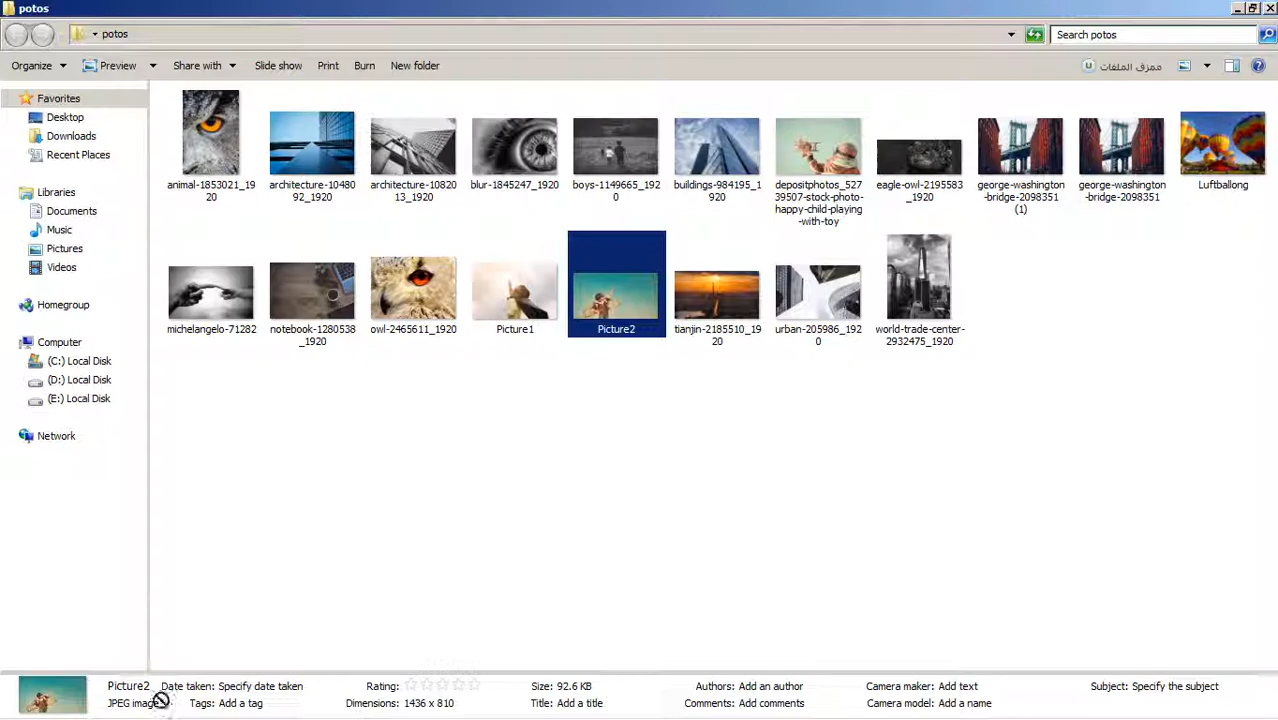 potos
potos
Search potos
Organize
Preview
Share with
Slide show
Print
Burn
New folder
ممزق الملفات
Favorites
Desktop
Downloads
Recent Places
Libraries
Documents
Music
Pictures
Videos
Homegroup
Computer
(C:) Local Disk
(D:) Local Disk
(E:) Local Disk
Network
animal-1853021_19
20
architecture-10480
92_1920
architecture-10820
13_1920
blur-1845247_1920
boys-1149665_192
0
buildings-984195_1
920
depositphotos_527
39507-stock-photo-
happy-child-playing
-with-toy
eagle-owl-2195583
_1920
george-washington
-bridge-2098351
(1)
george-washington
-bridge-2098351
Luftballong
michelangelo-71282
notebook-1280538
_1920
owl-2465611_1920
Picture1
Picture2
tianjin-2185510_19
20
urban-205986_192
0
world-trade-center-
2932475_1920
Picture2
JPEG image
Date taken: Specify date taken
Tags: Add a tag
Rating:
Dimensions: 1436 x 810
Size: 92.6 KB
Title: Add a title
Authors: Add an author
Comments: Add comments
Camera maker: Add text
Camera model: Add a name
Subject: Specify the subject